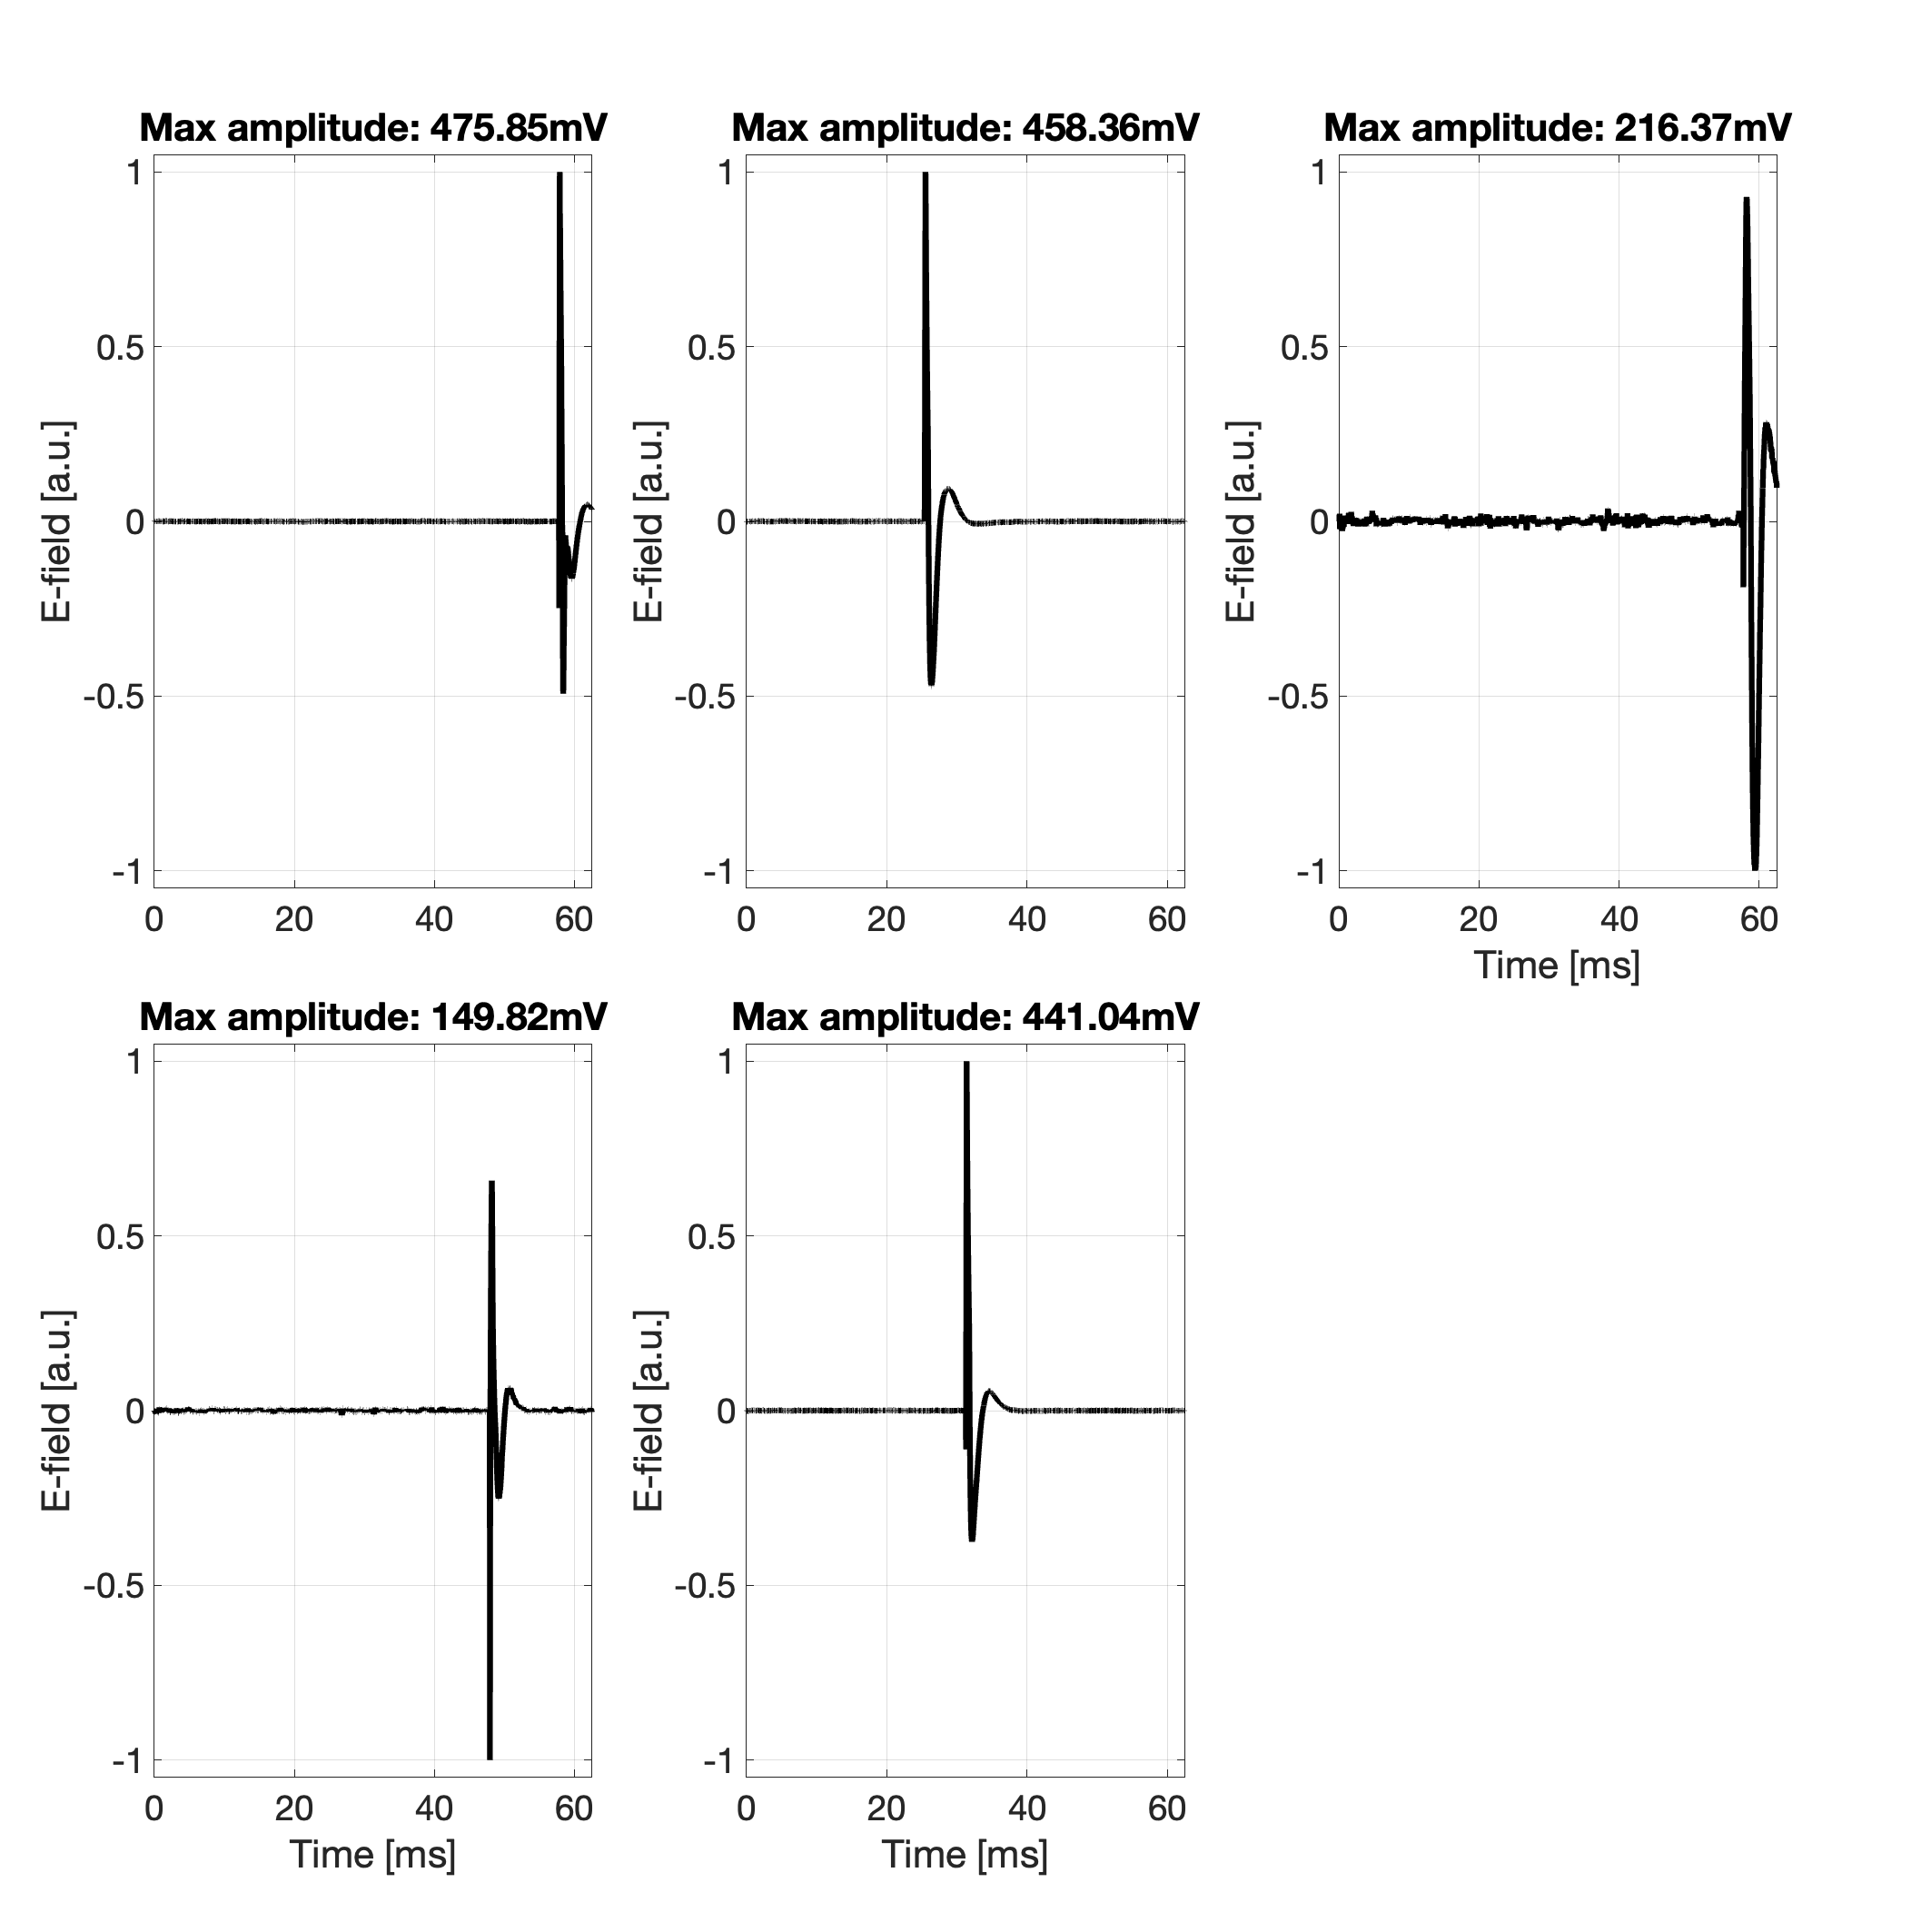 Max amplitude: 475.85mV
1
0.5
0
-0.5
-1
E-field [a.u.]
0 20 40 60
Max amplitude: 458.36mV
1
0.5
0
-0.5
-1
E-field [a.u.]
0 20 40 60
Max amplitude: 216.37mV
1
0.5
0
-0.5
-1
E-field [a.u.]
0 20 40 60
Time [ms]
Max amplitude: 149.82mV
1
0.5
0
-0.5
-1
E-field [a.u.]
0 20 40 60
Time [ms]
Max amplitude: 441.04mV
1
0.5
0
-0.5
-1
E-field [a.u.]
0 20 40 60
Time [ms]